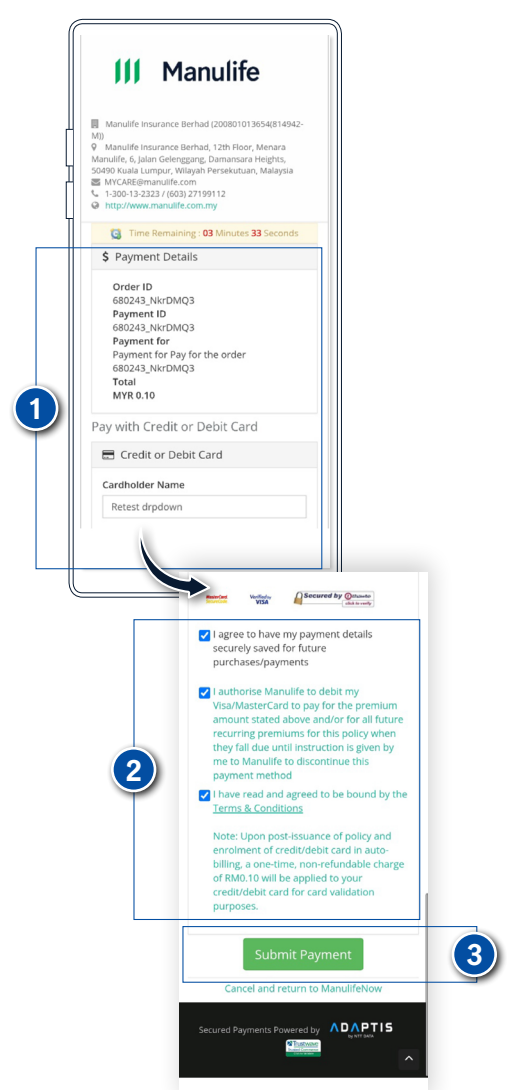 Manulife
Manulife Insurance Berhad (200801013654(814942-
M))
Manulife Insurance Berhad, 12th Floor, Menara
Manulife, 6, Jalan Gelenggang, Damansara Heights,
50490 Kuala Lumpur, Wilayah Persekutuan, Malaysia
MYCARE@manulife.com
1-300-13-2323 / (603) 27199112
http://www.manulife.com.my
Time Remaining : 03 Minutes 33 Seconds
$ Payment Details
Order ID
680243_NkrDMQ3
Payment ID
680243_NkrDMQ3
Payment for
Payment for Pay for the order
680243_NkrDMQ3
Total
MYR 0.10
1
Pay with Credit or Debit Card
Credit or Debit Card
Cardholder Name
Retest drpdown
MasterCard
Verified by
VISA
Secured by
click to verify
I agree to have my payment details
securely saved for future
purchases/payments
I authorise Manulife to debit my
Visa/MasterCard to pay for the premium
amount stated above and/or for all future
recurring premiums for this policy when
they fall due until instruction is given by
me to Manulife to discontinue this
payment method
2
I have read and agreed to be bound by the
Terms & Conditions
Note: Upon post-issuance of policy and
enrolment of credit/debit card in auto-
billing, a one-time, non-refundable charge
of RM0.10 will be applied to your
credit/debit card for card validation
purposes.
Submit Payment
3
Cancel and return to ManulifeNow
Secured Payments Powered by
ADAPTIS
by NTT DATA
Trustwave